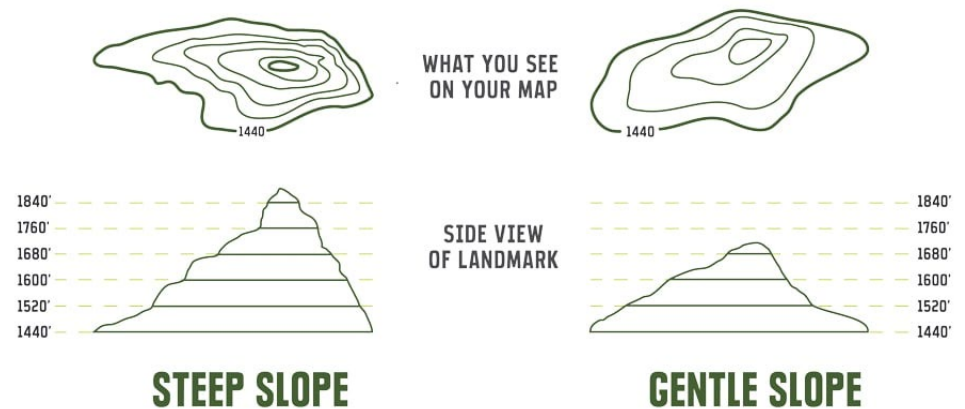 WHAT YOU SEE
ON YOUR MAP
1440
1440
1840'
1760'
1680'
1600'
1520'
1440'
SIDE VIEW
OF LANDMARK
1840'
1760'
1680'
1600'
1520'
1440'
STEEP SLOPE
GENTLE SLOPE